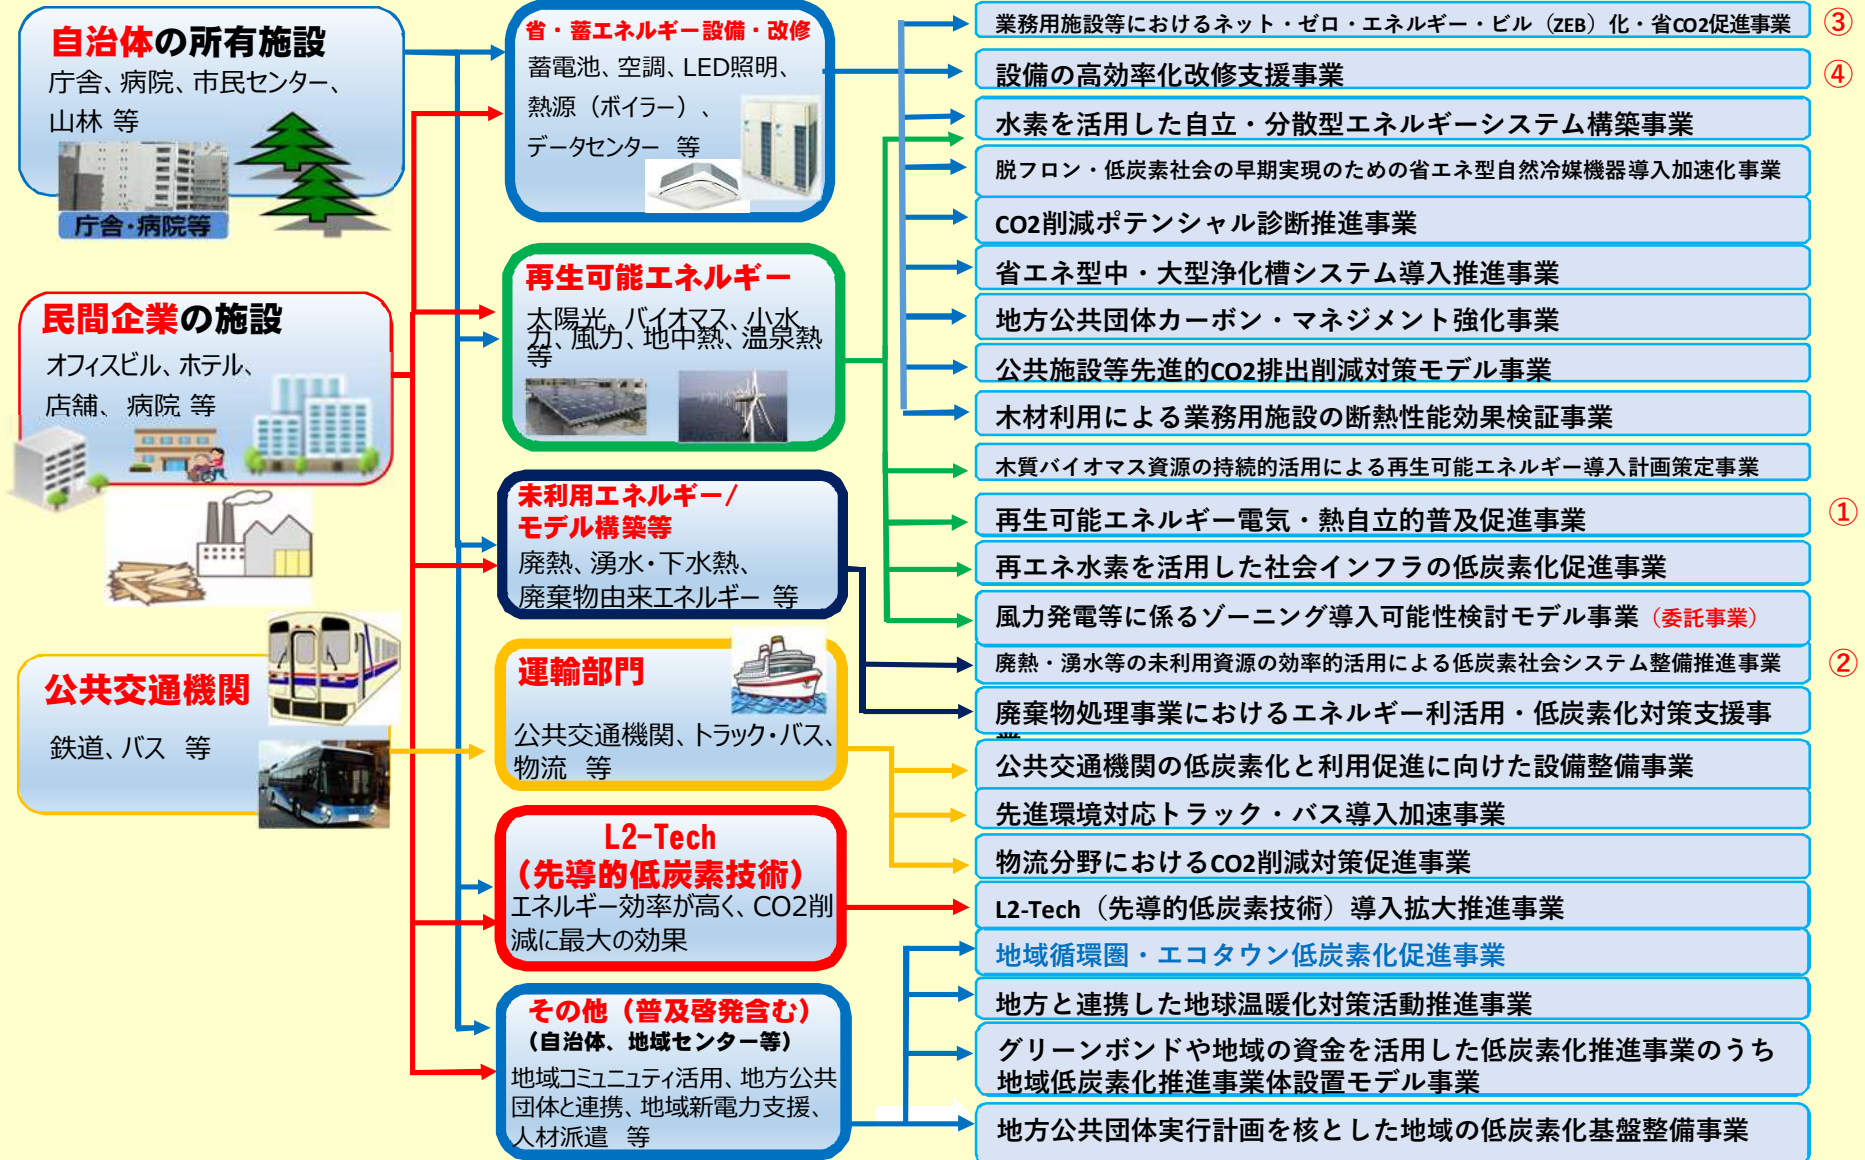 自治体の所有施設
庁舎、病院、市民センター、
山林 等
庁舎・病院等
民間企業の施設
オフィスビル、ホテル、
店舗、 病院 等
公共交通機関
鉄道、バス 等
省・蓄エネルギー設備・改修
蓄電池、空調、LED照明、
熱源（ボイラー）、
データセンター 等
再生可能エネルギー
太陽光、バイオマス、小水
力、風力、地中熱、温泉熱
等
未利用エネルギー/
モデル構築等
廃熱、湧水・下水熱、
廃棄物由来エネルギー 等
運輸部門
公共交通機関、トラック・バス、
物流 等
L2-Tech
（先導的低炭素技術）
エネルギー効率が高く、CO2削
減に最大の効果
その他（普及啓発含む）
（自治体、地域センター等）
地域コミュニュティ活用、地方公共
団体と連携、地域新電力支援、
人材派遣 等
業務用施設等におけるネット・ゼロ・エネルギー・ビル（ZEB）化・省CO2促進事業 ③
設備の高効率化改修支援事業 ④
水素を活用した自立・分散型エネルギーシステム構築事業
脱フロン・低炭素社会の早期実現のための省エネ型自然冷媒機器導入加速化事業
CO2削減ポテンシャル診断推進事業
省エネ型中・大型浄化槽システム導入推進事業
地方公共団体カーボン・マネジメント強化事業
公共施設等先進的CO2排出削減対策モデル事業
木材利用による業務用施設の断熱性能効果検証事業
木質バイオマス資源の持続的活用による再生可能エネルギー導入計画策定事業
再生可能エネルギー電気・熱自立的普及促進事業 ①
再エネ水素を活用した社会インフラの低炭素化促進事業
風力発電等に係るゾーニング導入可能性検討モデル事業（委託事業）
廃熱・湧水等の未利用資源の効率的活用による低炭素社会システム整備推進事業 ②
廃棄物処理事業におけるエネルギー利活用・低炭素化対策支援事
業
公共交通機関の低炭素化と利用促進に向けた設備整備事業
先進環境対応トラック・バス導入加速事業
物流分野におけるCO2削減対策促進事業
L2-Tech（先導的低炭素技術）導入拡大推進事業
地域循環圏・エコタウン低炭素化促進事業
地方と連携した地球温暖化対策活動推進事業
グリーンボンドや地域の資金を活用した低炭素化推進事業のうち
地域低炭素化推進事業体設置モデル事業
地方公共団体実行計画を核とした地域の低炭素化基盤整備事業